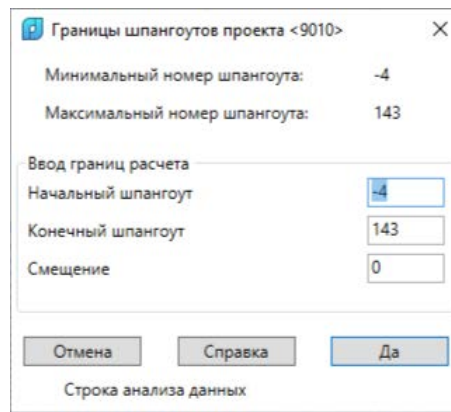 Границы шпангоутов проекта <9010>
Минимальный номер шпангоута: -4
Максимальный номер шпангоута: 143
Ввод границ расчета
Начальный шпангоут -4
Конечный шпангоут 143
Смещение 0
Отмена Справка Да
Строка анализа данных